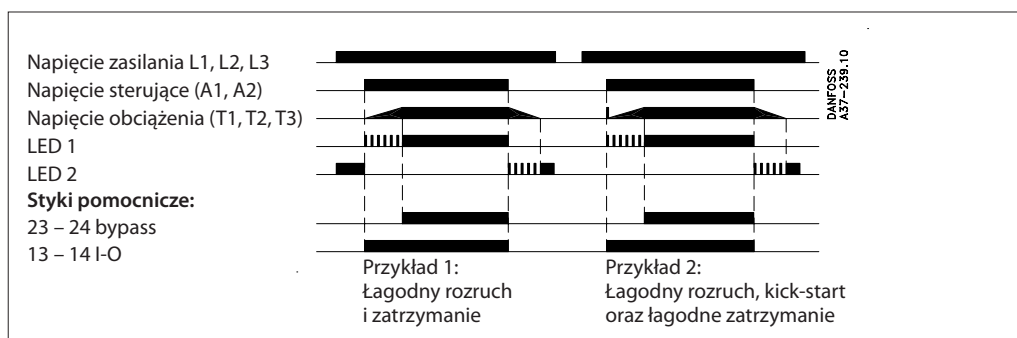 Napięcie zasilania L1, L2, L3
Napięcie sterujące (A1, A2)
Napięcie obciążenia (T1, T2, T3)
LED 1
LED 2
Styki pomocnicze:
23 – 24 bypass
13 – 14 I-O
Przykład 1:
Łagodny rozruch
i zatrzymanie
Przykład 2:
Łagodny rozruch, kick-start
oraz łagodne zatrzymanie
DANFOSS
A37-239.10